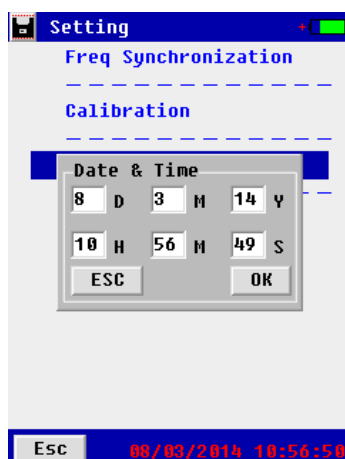 Setting
Freq Synchronization
Calibration
Date & Time
8 D 3 M 14 Y
10 H 56 M 49 S
ESC OK
Esc 08/03/2014 10:56:50